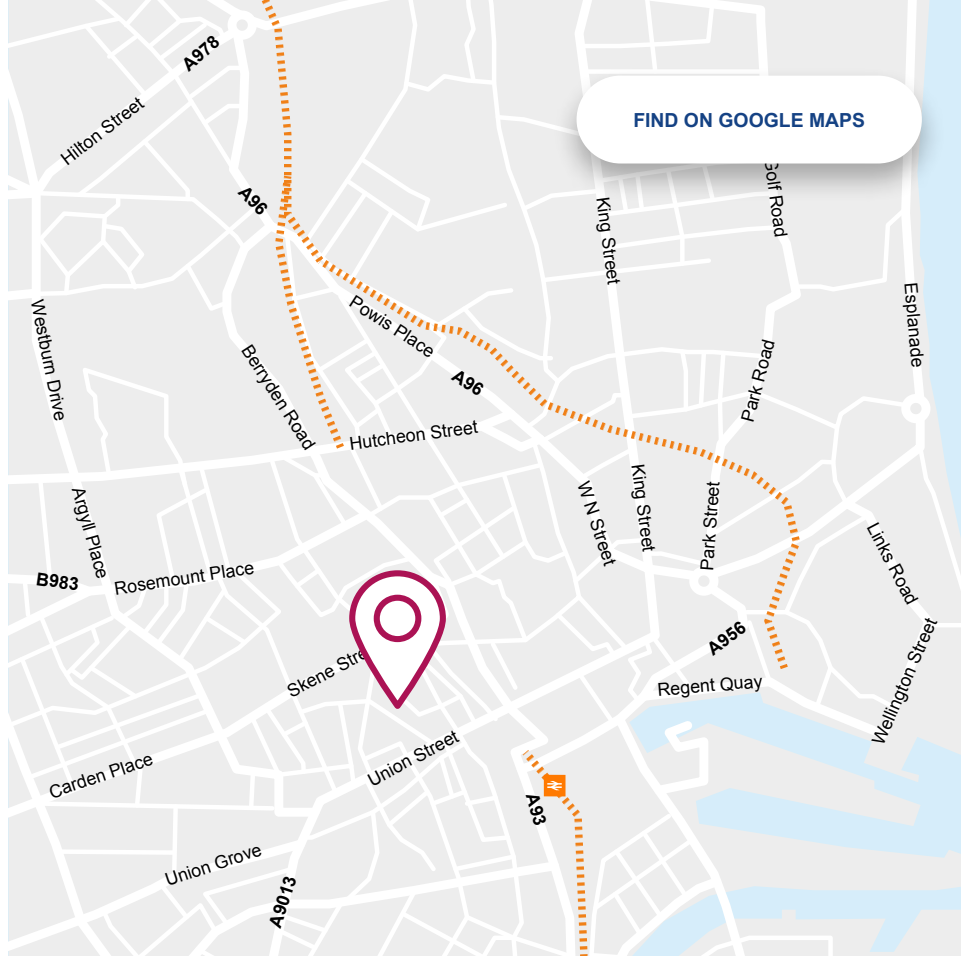 A978
Hilton Street
FIND ON GOOGLE MAPS
Golf Road
A96
King Street
Westburn Drive
Powis Place
Esplanade
Berryden Road
A96
Park Road
Hutcheon Street
Argyll Place
W N Street
King Street
Park Street
Links Road
B983
Rosemount Place
A956
Wellington Street
Skene Stre
Regent Quay
Union Street
Carden Place
A93
Union Grove
A9013